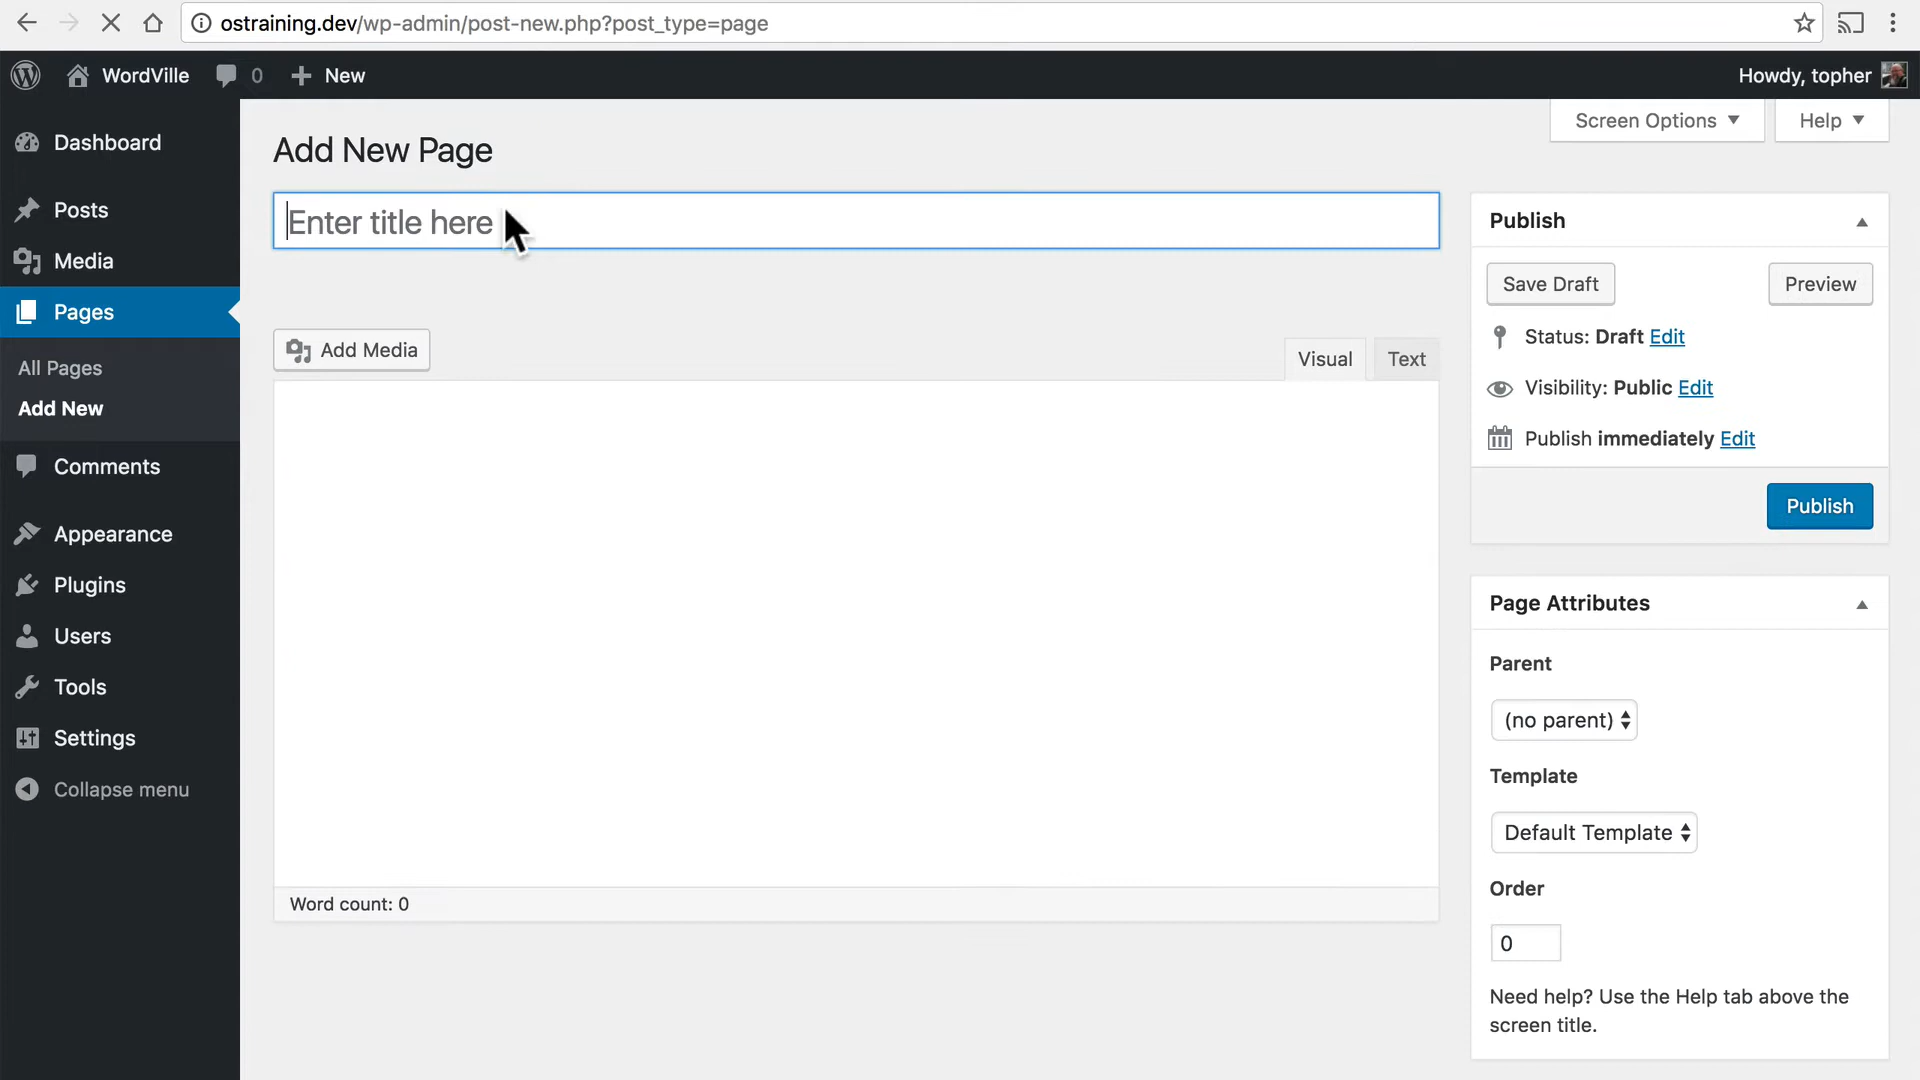 ostraining.dev/wp-admin/post-new.php?post_type=page
WordVille
0
New
Howdy, topher
Dashboard
Posts
Media
Pages
All Pages
Add New
Comments
Appearance
Plugins
Users
Tools
Settings
Collapse menu
Screen Options
Help
Add New Page
Enter title here
Add Media
Visual
Text
Word count: 0
Publish
Save Draft
Preview
Status: Draft Edit
Visibility: Public Edit
Publish immediately Edit
Publish
Page Attributes
Parent
(no parent)
Template
Default Template
Order
0
Need help? Use the Help tab above the
screen title.